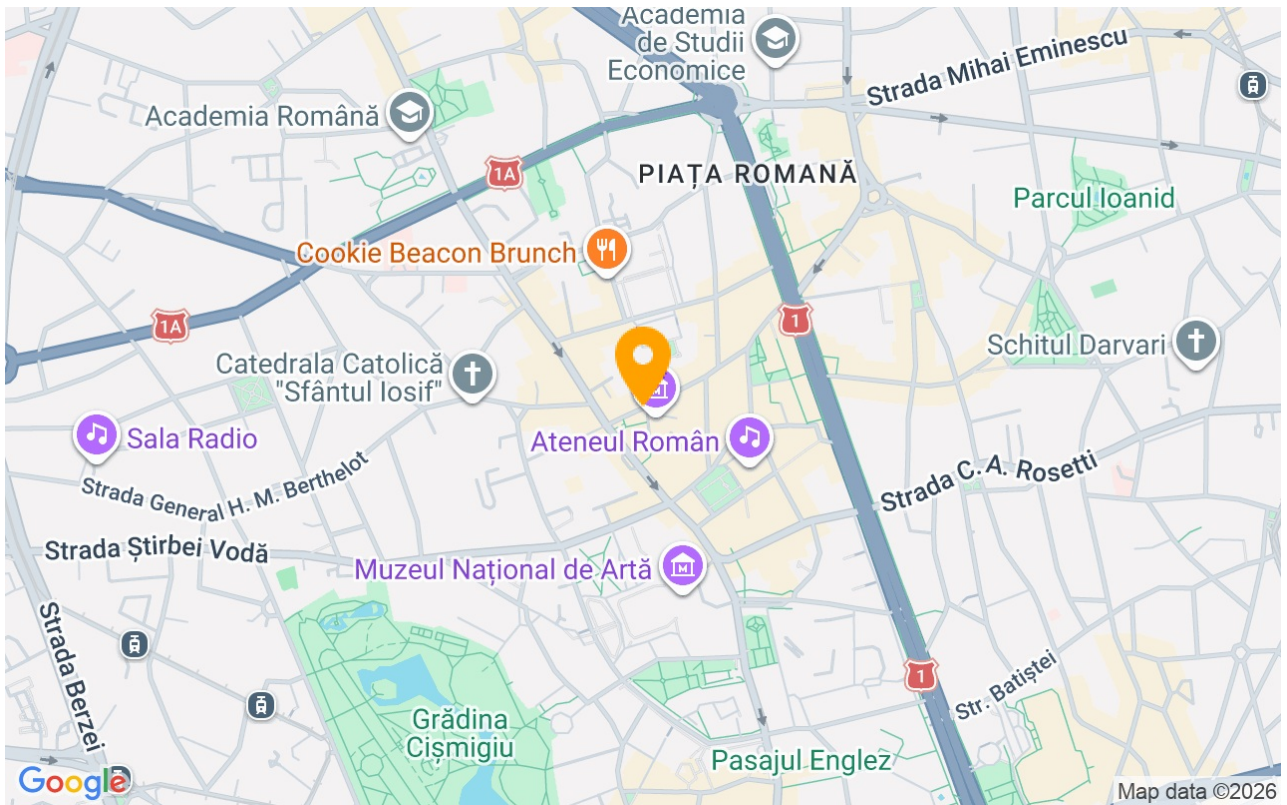 Academia
de Studii
Economice
Strada Mihai Eminescu
Academia Română
1A
PIAȚA ROMANĂ
Parcul Ioanid
Cookie Beacon Brunch
1A
1
Catedrala Catolică
"Sfântul Iosif"
Schitul Darvari
M
Sala Radio
Ateneul Român
Strada General H. M. Berthelot
Strada C. A. Rosetti
Strada Știrbei Vodă
Muzeul Național de Artă
M
Strada Berzei
1
Str. Batiștei
Grădina
Cișmigiu
Pasajul Englez
Google
Map data ©2026